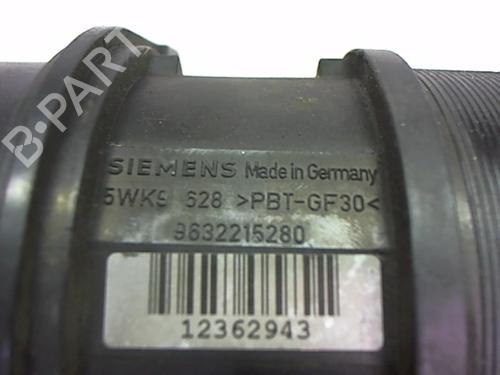 B-PART
SIEMENS Made in Germany
5WK9 628 >PBT-GF30<
9632215280
12362943